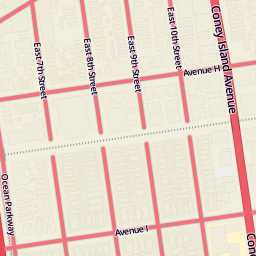 East 7th Street
East 8th Street
East 9th Street
East 10th Street
Coney Island Avenue
Avenue H
Ocean Parkway
Avenue I
Cone